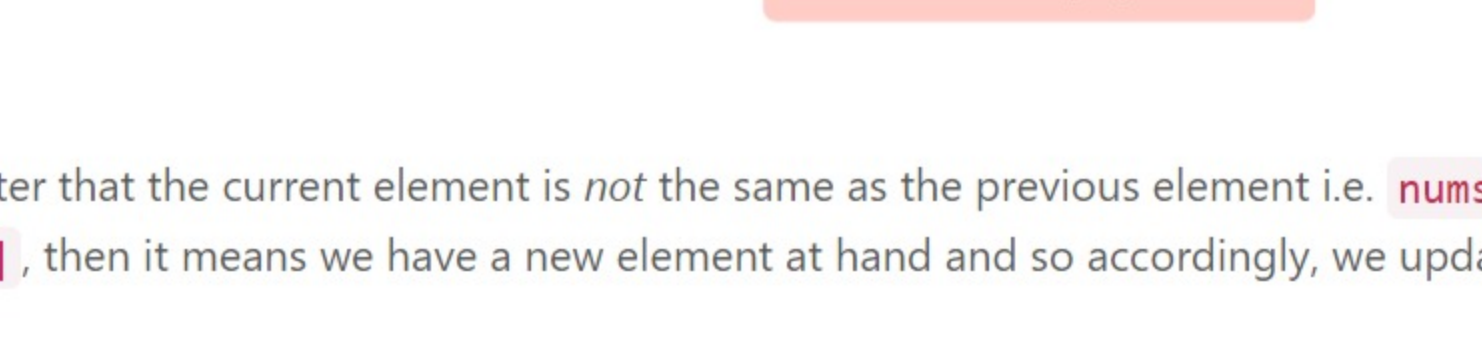 ter that the current element is not the same as the previous element i.e. nums
], then it means we have a new element at hand and so accordingly, we upda